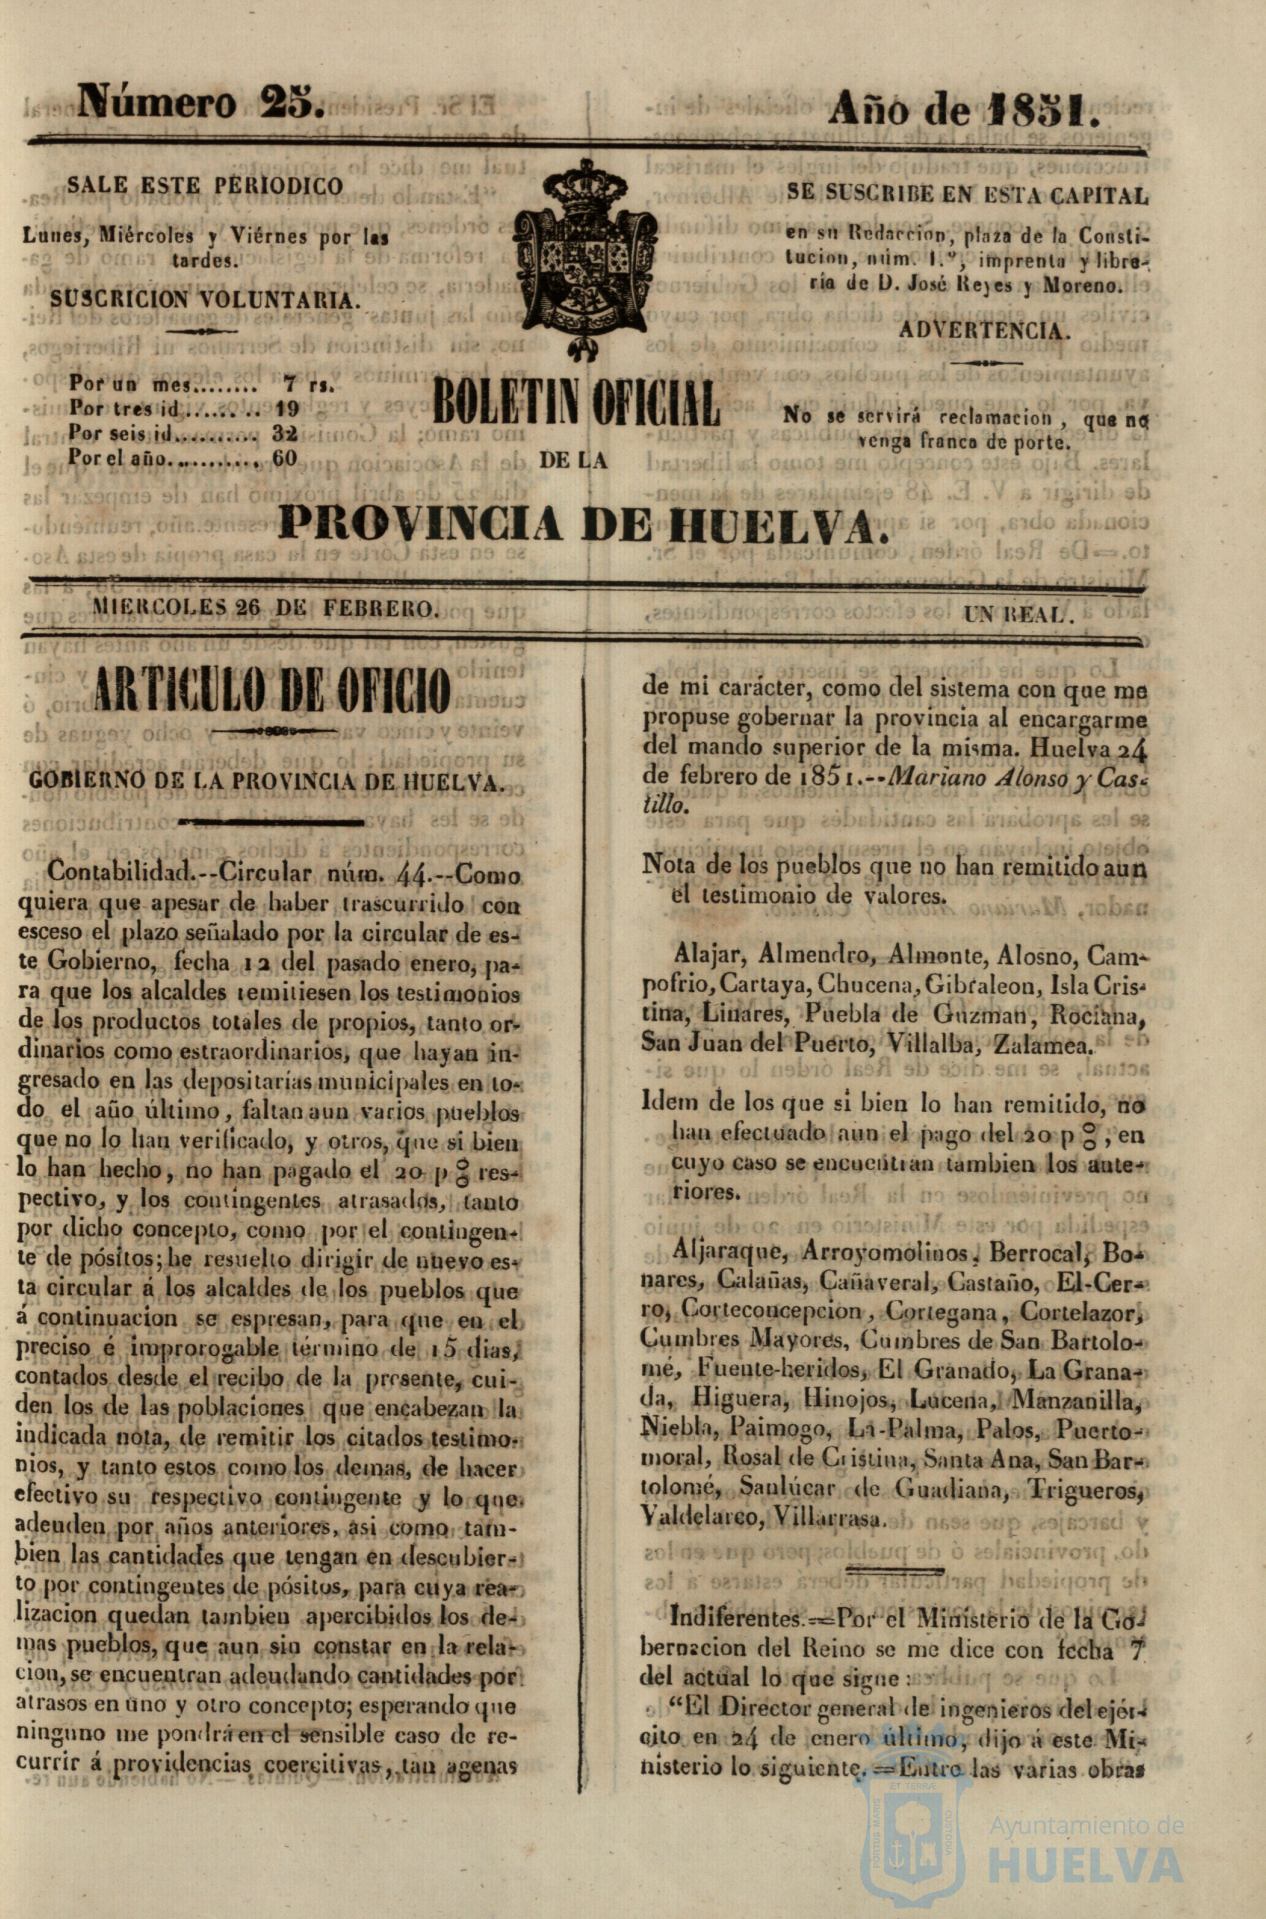 Número 25.
Año de 1851.
SALE ESTE PERIODICO
Lunes, Miércoles y Viérnes por las
tardes.
SUSCRICION VOLUNTARIA.
Por un mes........ 7 rs.
Por tres id........ 19
Por seis id.......... 32
Por el año........... 60
SE SUSCRIBE EN ESTA CAPITAL
en su Redaccion, plaza de la Consti-
tucion, núm. 1.º, imprenta y libre-
ría de D. José Reyes y Moreno.
ADVERTENCIA.
No se servirá reclamacion, que no
venga franca de porte.
BOLETIN OFICIAL
DE LA
PROVINCIA DE HUELVA.
MIERCOLES 26 DE FEBRERO.
UN REAL.
ARTICULO DE OFICIO
GOBIERNO DE LA PROVINCIA DE HUELVA.
Contabilidad.--Circular núm. 44.--Como
quiera que apesar de haber trascurrido con
esceso el plazo señalado por la circular de es-
te Gobierno, fecha 12 del pasado enero, pa-
ra que los alcaldes remitiesen los testimonios
de los productos totales de propios, tanto or-
dinarios como estraordinarios, que hayan in-
gresado en las depositarías municipales en to-
do el año último, faltan aun varios pueblos
que no lo han verificado, y otros, que si bien
lo han hecho, no han pagado el 20 p% res-
pectivo, y los contingentes atrasados, tanto
por dicho concepto, como por el contingen-
te de pósitos; he resuelto dirigir de nuevo es-
ta circular á los alcaldes de los pueblos que
á continuacion se espresan, para que en el
preciso é improrogable término de 15 dias,
contados desde el recibo de la presente, cui-
den los de las poblaciones que encabezan la
indicada nota, de remitir los citados testimo-
nios, y tanto estos como los demas, de hacer
efectivo su respectivo contingente y lo que
adeuden por años anteriores, asi como tam-
bien las cantidades que tengan en descubier-
to por contingentes de pósitos, para cuya rea-
lizacion quedan tambien apercibidos los de-
mas pueblos, que aun sin constar en la rela-
cion, se encuentran adeudando cantidades por
atrasos en uno y otro concepto; esperando que
ninguno me pondrá en el sensible caso de re-
currir á providencias coercitivas, tan agenas
de mi carácter, como del sistema con que me
propuse gobernar la provincia al encargarme
del mando superior de la misma. Huelva 24
de febrero de 1851.--Mariano Alonso y Cas-
tillo.
Nota de los pueblos que no han remitido aun
el testimonio de valores.
Alajar, Almendro, Almonte, Alosno, Cam-
pofrio, Cartaya, Chucena, Gibraleon, Isla Cris-
tina, Linares, Puebla de Guzman, Rociana,
San Juan del Puerto, Villalba, Zalamea.
Idem de los que si bien lo han remitido, no
han efectuado aun el pago del 20 p%, en
cuyo caso se encuentran tambien los ante-
riores.
Aljaraque, Arroyomolinos, Berrocal, Bo-
nares, Calañas, Cañaveral, Castaño, El-Cer-
ro, Corteconcepcion, Cortegana, Cortelazor,
Cumbres Mayores, Cumbres de San Bartolo-
mé, Fuente-heridos, El Granado, La Grana-
da, Higuera, Hinojos, Lucena, Manzanilla,
Niebla, Paimogo, La-Palma, Palos, Puerto-
moral, Rosal de Cristina, Santa Ana, San Bar-
tolomé, Sanlúcar de Guadiana, Trigueros,
Valdelarco, Villarrasa.
Indiferentes.=Por el Ministerio de la Go-
bernacion del Reino se me dice con fecha 7
del actual lo que sigue:
“El Director general de ingenieros del ejér-
cito en 24 de enero último, dijo á este Mi-
nisterio lo siguiente.=Entre las varias obras
ET TERRÆ
PORTUS MARIS
CUSTODIA
Ayuntamiento de
HUELVA